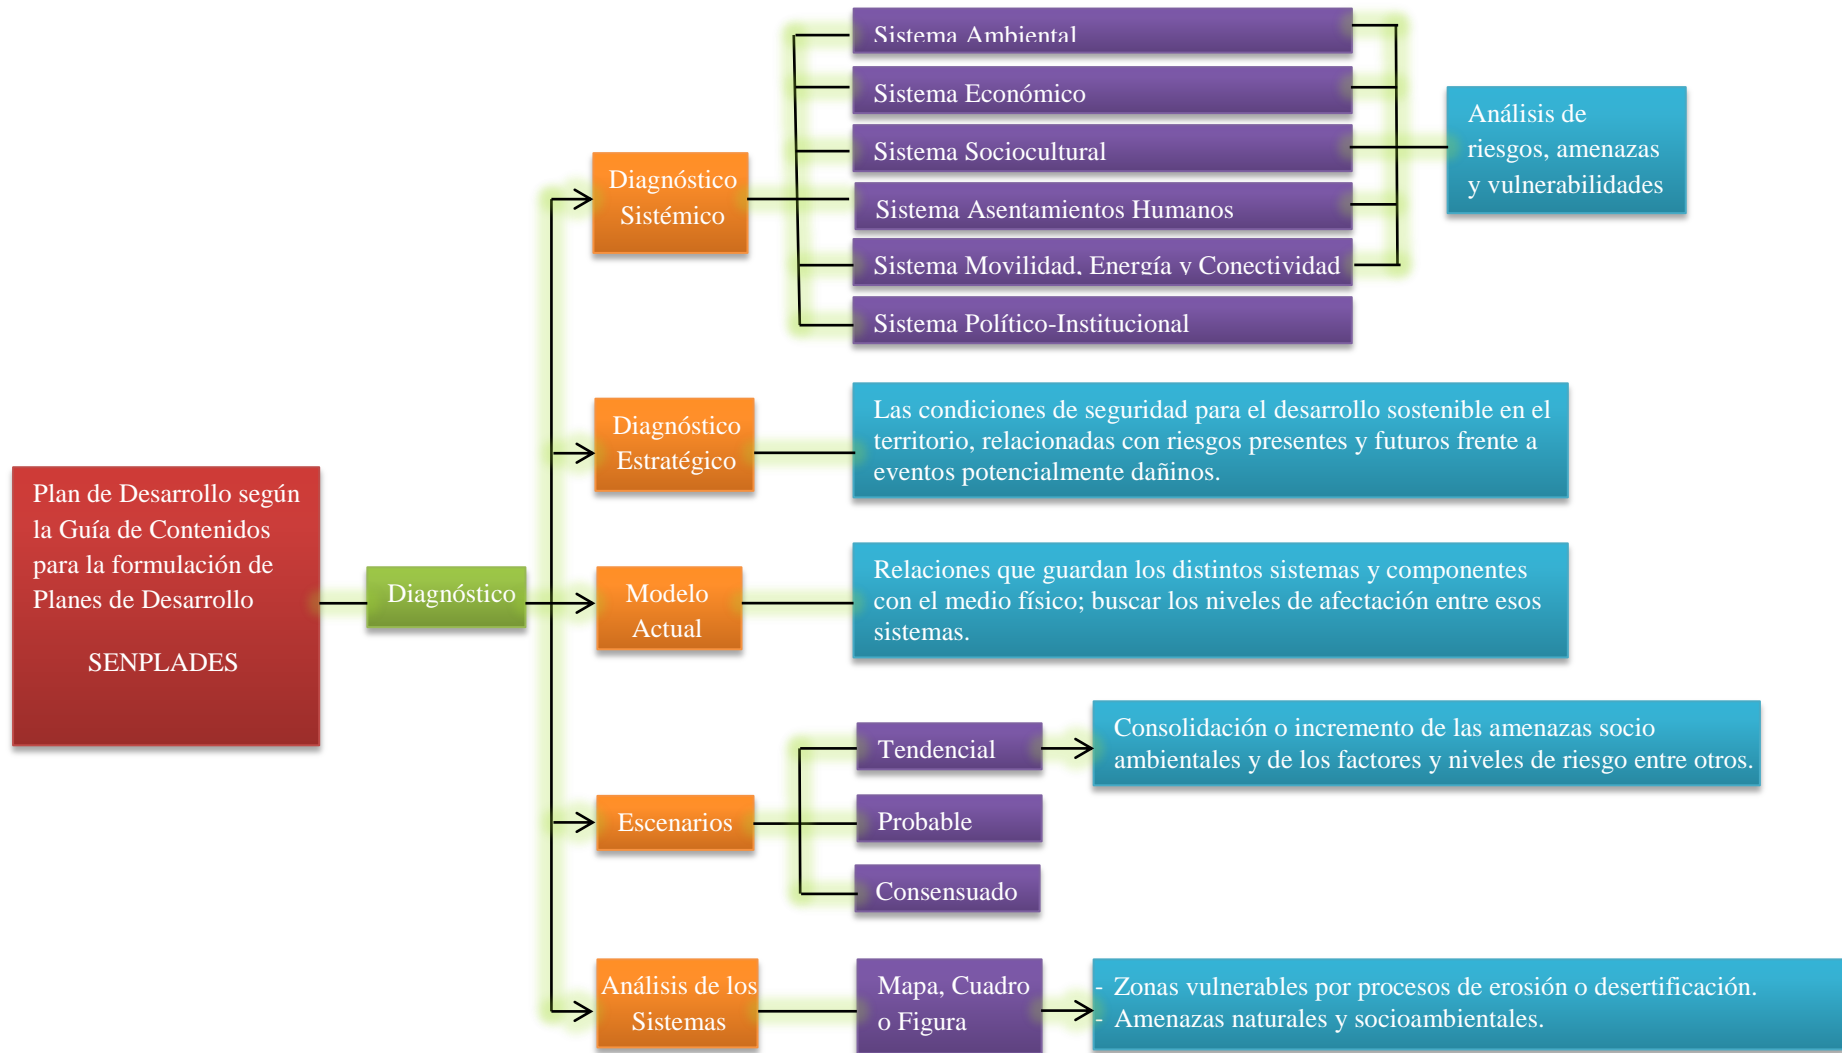 Plan de Desarrollo según
la Guía de Contenidos
para la formulación de
Planes de Desarrollo
SENPLADES
Diagnóstico
Diagnóstico
Sistémico
Sistema Ambiental
Sistema Económico
Sistema Sociocultural
Sistema Asentamientos Humanos
Sistema Movilidad, Energía y Conectividad
Sistema Político-Institucional
Análisis de
riesgos, amenazas
y vulnerabilidades
Diagnóstico
Estratégico
Las condiciones de seguridad para el desarrollo sostenible en el
territorio, relacionadas con riesgos presentes y futuros frente a
eventos potencialmente dañinos.
Modelo
Actual
Relaciones que guardan los distintos sistemas y componentes
con el medio físico; buscar los niveles de afectación entre esos
sistemas.
Escenarios
Tendencial
Consolidación o incremento de las amenazas socio
ambientales y de los factores y niveles de riesgo entre otros.
Probable
Consensuado
Análisis de los
Sistemas
Mapa, Cuadro
o Figura
- Zonas vulnerables por procesos de erosión o desertificación.
- Amenazas naturales y socioambientales.